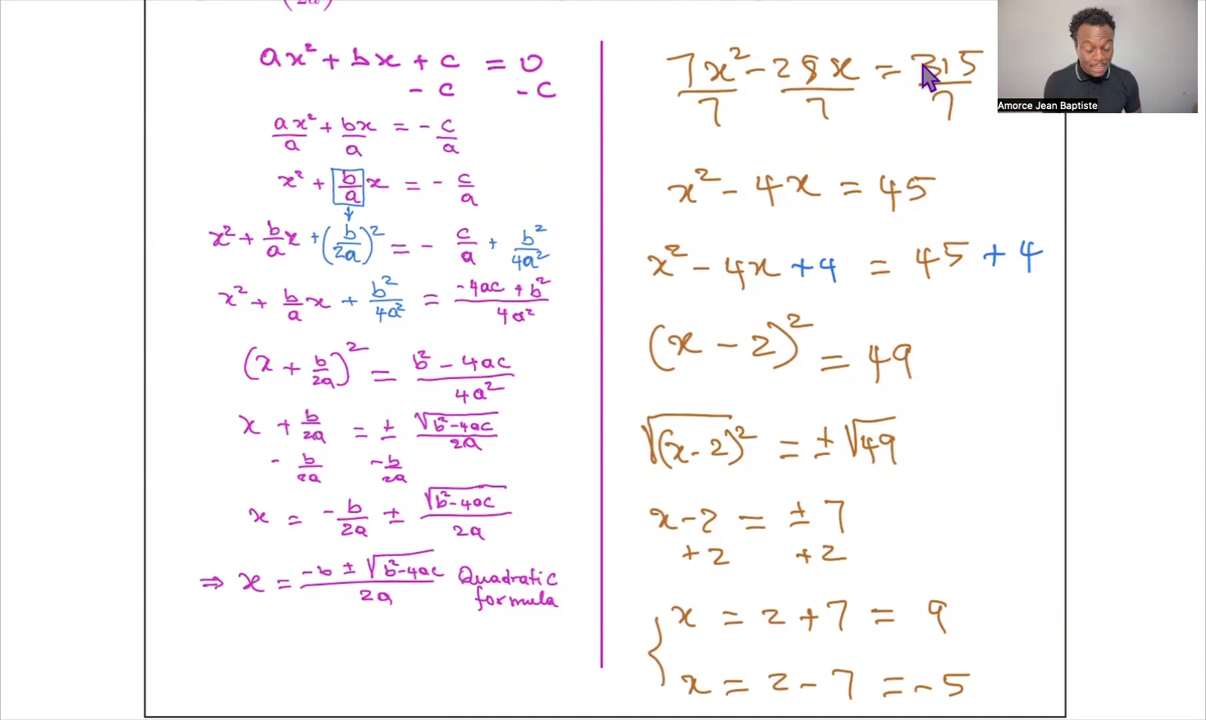 (2a)
ax² + bx + c = 0
- c - c
ax²/a + bx/a = - c/a
x² + b/a x = - c/a
x² + b/a x + (b/2a)² = - c/a + b²/4a²
x² + b/a x + b²/4a² = -4ac + b²/4a²
(x + b/2a)² = b² - 4ac/4a²
x + b/2a = ± √b²-4ac/2a
- b/2a -b/2a
x = - b/2a ± √b²-4ac/2a
⇒ x = -b ± √b²-4ac/2a Quadratic
formula
7x²/7 - 28x/7 = 315/7
x² - 4x = 45
x² - 4x + 4 = 45 + 4
(x - 2)² = 49
√(x-2)² = ± √49
x-2 = ± 7
+2 +2
x = 2 + 7 = 9
x = 2 - 7 = -5
Amorce Jean Baptiste